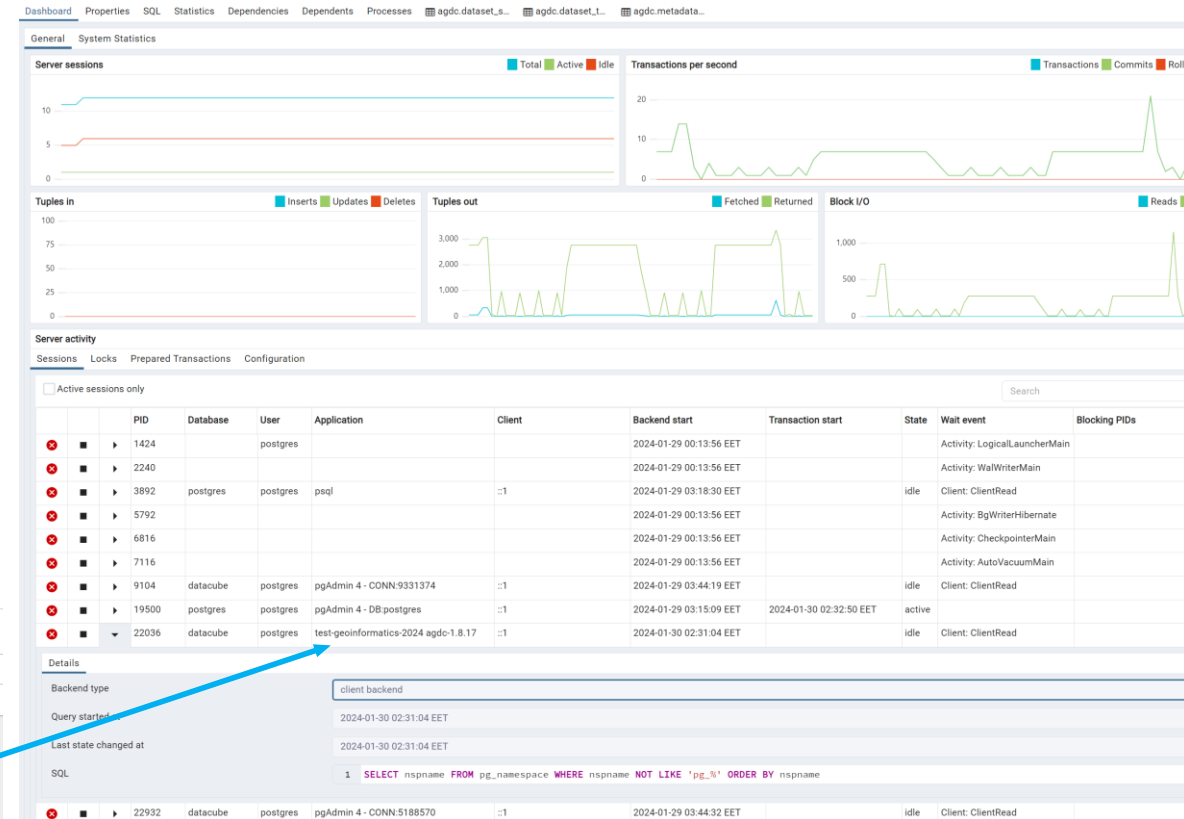 Dashboard Properties SQL Statistics Dependencies Dependents Processes agdc.dataset_s... agdc.dataset_t... agdc.metadata...
General System Statistics
Server sessions Total Active Idle Transactions per second Transactions Commits Roll
10
5
0
20
10
0
Tuples in Inserts Updates Deletes Tuples out Fetched Returned Block I/O Reads
100
75
50
25
0
3,000
2,000
1,000
0
1,000
500
0
Server activity
Sessions Locks Prepared Transactions Configuration
Active sessions only Search
PID Database User Application Client Backend start Transaction start State Wait event Blocking PIDs
1424 postgres 2024-01-29 00:13:56 EET Activity: LogicalLauncherMain
2240 2024-01-29 00:13:56 EET Activity: WalWriterMain
3892 postgres postgres psql ::1 2024-01-29 03:18:30 EET idle Client: ClientRead
5792 2024-01-29 00:13:56 EET Activity: BgWriterHibernate
6816 2024-01-29 00:13:56 EET Activity: CheckpointerMain
7116 2024-01-29 00:13:56 EET Activity: AutoVacuumMain
9104 datacube postgres pgAdmin 4 - CONN:9331374 ::1 2024-01-29 03:44:19 EET idle Client: ClientRead
19500 postgres postgres pgAdmin 4 - DB:postgres ::1 2024-01-29 03:15:09 EET 2024-01-30 02:32:50 EET active
22036 datacube postgres test-geoinformatics-2024 agdc-1.8.17 ::1 2024-01-30 02:31:04 EET idle Client: ClientRead
Details
Backend type client backend
Query started at 2024-01-30 02:31:04 EET
Last state changed at 2024-01-30 02:31:04 EET
SQL 1 SELECT nspname FROM pg_namespace WHERE nspname NOT LIKE 'pg_%' ORDER BY nspname
22932 datacube postgres pgAdmin 4 - CONN:5188570 ::1 2024-01-29 03:44:32 EET idle Client: ClientRead